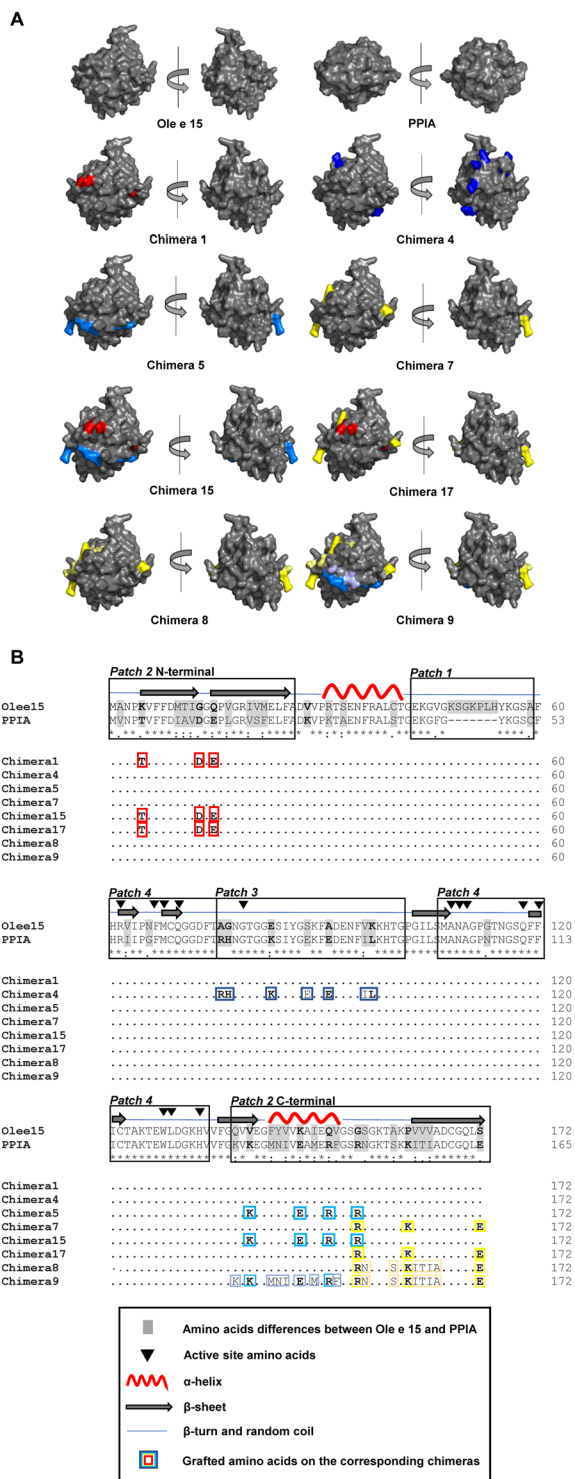 A
Ole e 15
PPIA
Chimera 1
Chimera 4
Chimera 5
Chimera 7
Chimera 15
Chimera 17
Chimera 8
Chimera 9
B
Patch 2 N-terminal
Patch 1
Olee15 MANPKVFFDMTIGGQPVGRIVMELFADVVPRTSENFRALCTGEKGVGKSGKPLHYKGSAF 60
PPIA MVNPTVFFDIAVDGEPLGRVSFELFADKVPKTAENFRALSTGEKGFG-------YKGSCF 53
Chimera1 T D E 60
Chimera4 60
Chimera5 60
Chimera7 60
Chimera15 T D E 60
Chimera17 T D E 60
Chimera8 60
Chimera9 60
Patch 4
Patch 3
Patch 4
Olee15 HRVIPNFMCQGGDFTAGNGTGGESIYGSKFADENFVKKHTGPGILSMANAGPGTNGSQFF 120
PPIA HRIIPGFMCQGGDFTRHNGTGGKSIYGEKFEDENFILKHTGPGILSMANAGPNTNGSQFF 113
Chimera1 120
Chimera4 RH K E E IL 120
Chimera5 120
Chimera7 120
Chimera15 120
Chimera17 120
Chimera8 120
Chimera9 120
Patch 4
Patch 2 C-terminal
Olee15 ICTAKTEWLDGKHVVFGQVVEGFYVVKAIEQVGSGSGKTAKPVVVADCGQLS 172
PPIA ICTAKTEWLDGKHVVFGKVKEGMNIVEAMERFGSRNGKTSKKITIADCGQLE 165
Chimera1 172
Chimera4 172
Chimera5 K E R R 172
Chimera7 R K E 172
Chimera15 K E R R 172
Chimera17 R K E 172
Chimera8 RN S KITIA E 172
Chimera9 K K MNI E M RF RN S KITIA E 172
Amino acids differences between Ole e 15 and PPIA
Active site amino acids
α-helix
β-sheet
β-turn and random coil
Grafted amino acids on the corresponding chimeras